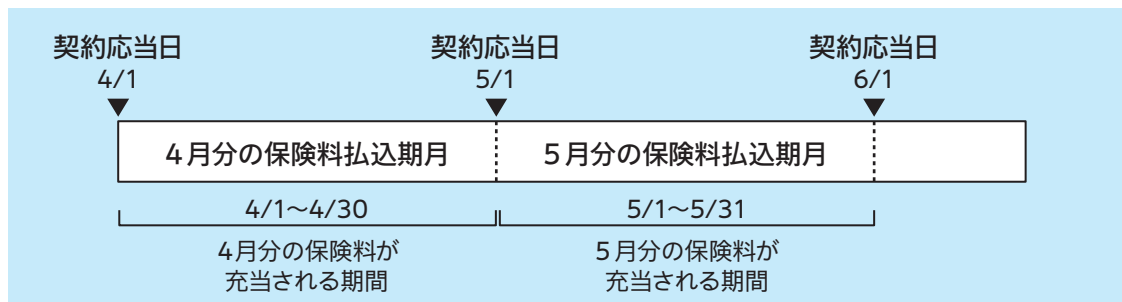 契約応当日
4/1
契約応当日
5/1
契約応当日
6/1
4月分の保険料払込期月
5月分の保険料払込期月
4/1～4/30
5/1～5/31
4月分の保険料が
充当される期間
5月分の保険料が
充当される期間